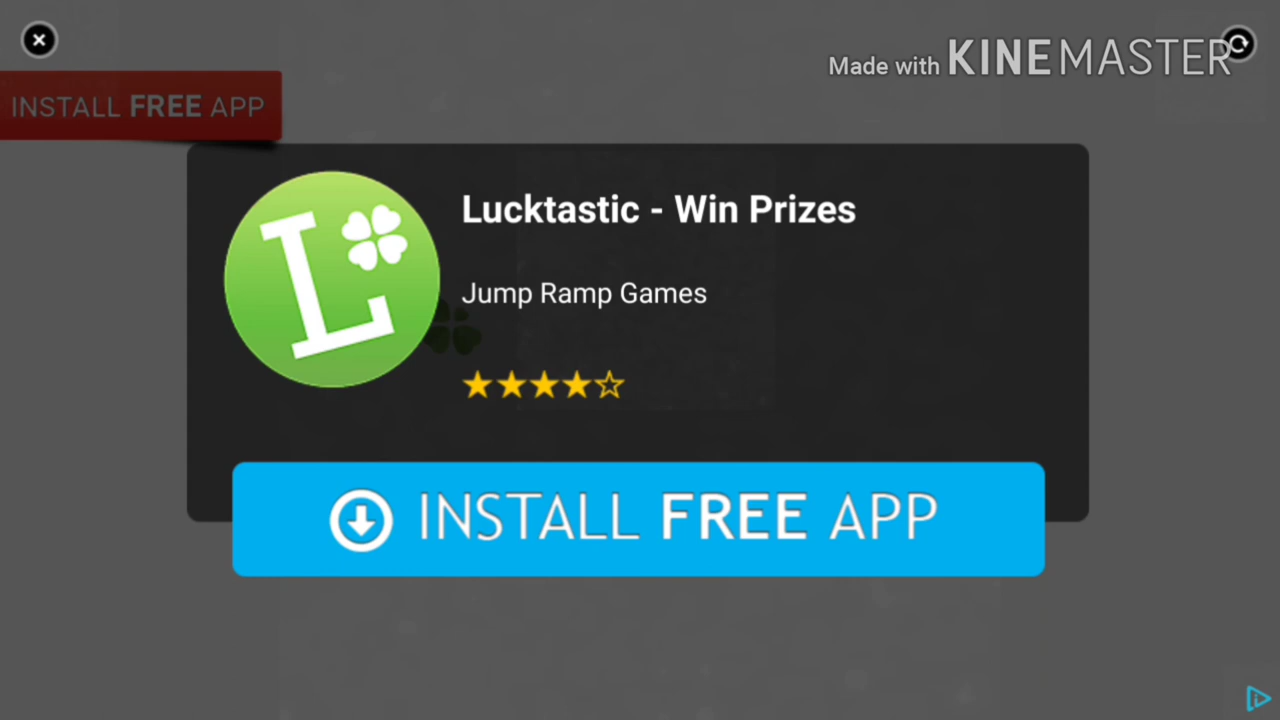 Made with KINEMASTER
INSTALL FREE APP
Lucktastic - Win Prizes
Jump Ramp Games
INSTALL FREE APP